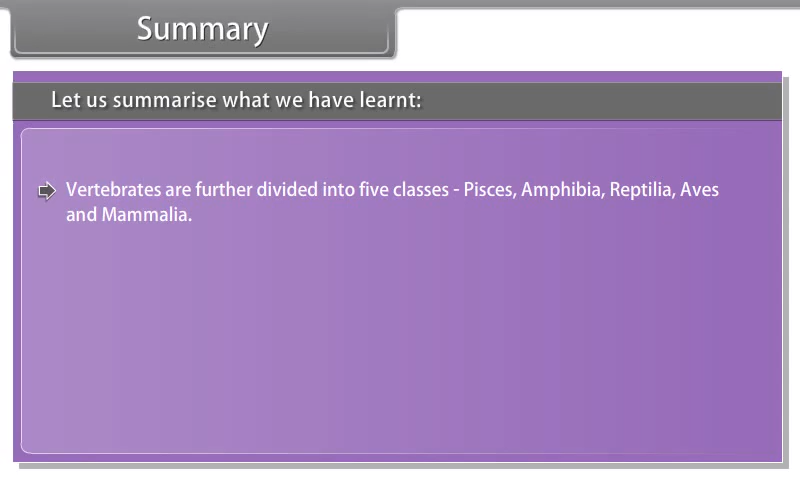 Summary
Let us summarise what we have learnt:
Vertebrates are further divided into five classes - Pisces, Amphibia, Reptilia, Aves
and Mammalia.